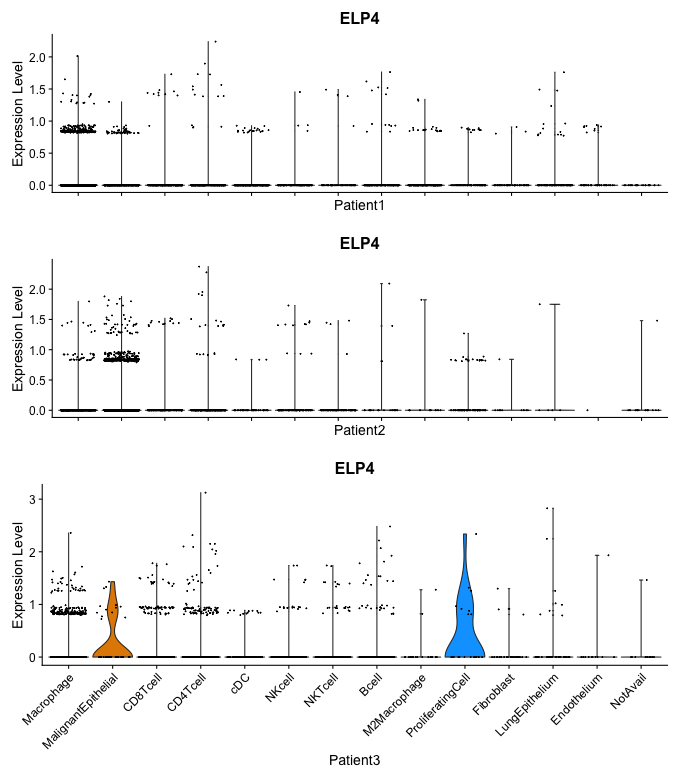 ELP4
Expression Level
2.0
1.5
1.0
0.5
0.0
Patient1
ELP4
Expression Level
2.0
1.5
1.0
0.5
0.0
Patient2
ELP4
Expression Level
3
2
1
0
Macrophage
MalignantEpithelial
CD8Tcell
CD4Tcell
cDC
NKcell
NKTcell
Bcell
M2Macrophage
ProliferatingCell
Fibroblast
LungEpithelium
Endothelium
NotAvail
Patient3